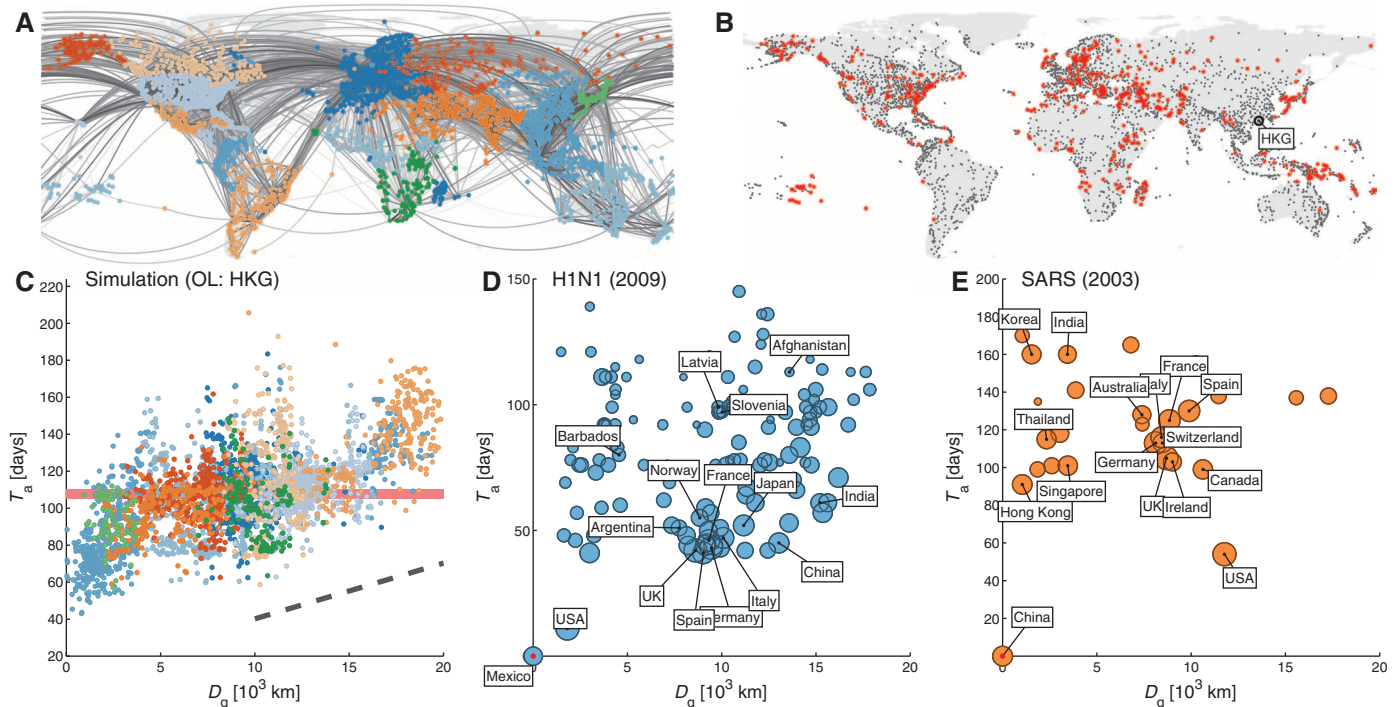 A
B
HKG
C
Simulation (OL: HKG)
220
200
180
160
140
120
100
80
60
40
20
T_a [days]
0
5
10
15
20
D_g [10^3 km]
D
H1N1 (2009)
150
100
50
T_a [days]
Latvia
Afghanistan
Slovenia
Barbados
Norway
France
Japan
India
Argentina
China
UK
Italy
Spain
ermany
USA
Mexico
0
5
10
15
20
D_g [10^3 km]
E
SARS (2003)
200
180
160
140
120
100
80
60
40
20
0
T_a [days]
Korea
India
France
Australia
taly
Spain
Thailand
Switzerland
Germany
Singapore
Canada
Hong Kong
UK
Ireland
USA
China
5
10
15
20
D_g [10^3 km]